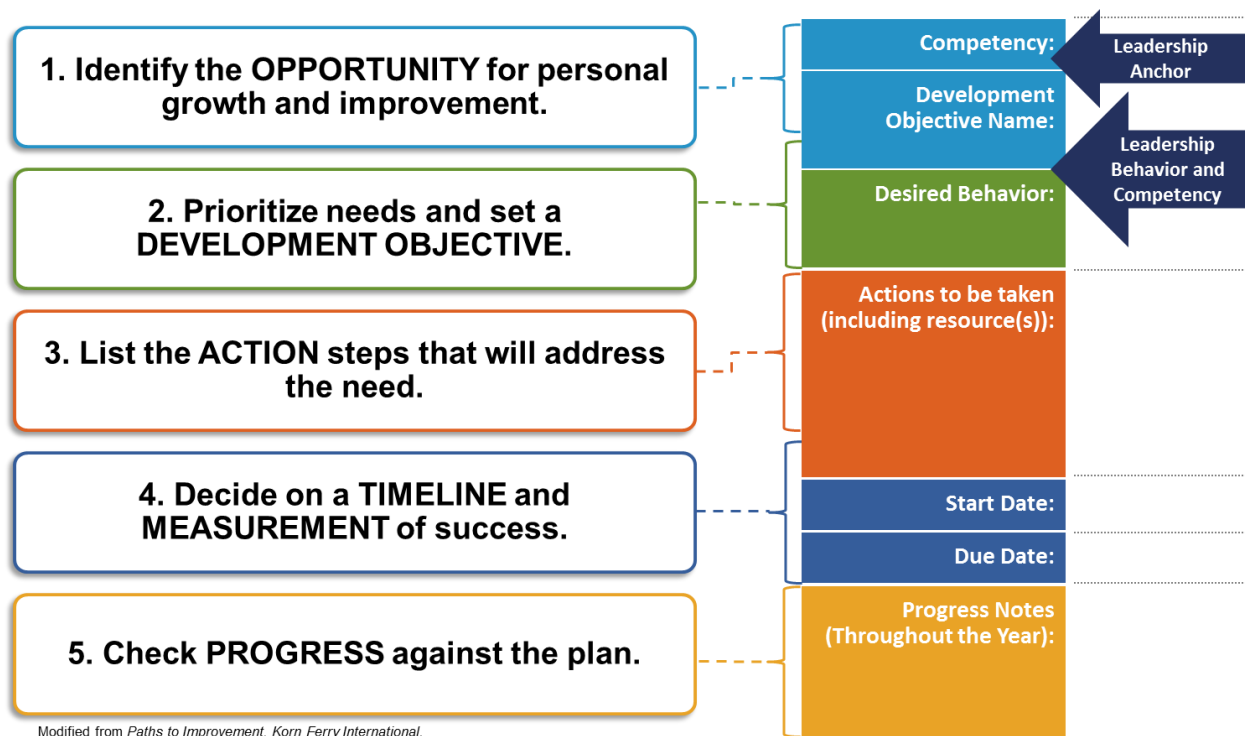 1. Identify the OPPORTUNITY for personal
growth and improvement.
2. Prioritize needs and set a
DEVELOPMENT OBJECTIVE.
3. List the ACTION steps that will address
the need.
4. Decide on a TIMELINE and
MEASUREMENT of success.
5. Check PROGRESS against the plan.
Modified from Paths to Improvement, Korn Ferry International.
Competency:
Development
Objective Name:
Desired Behavior:
Actions to be taken
(including resource(s)):
Start Date:
Due Date:
Progress Notes
(Throughout the Year):
Leadership
Anchor
Leadership
Behavior and
Competency